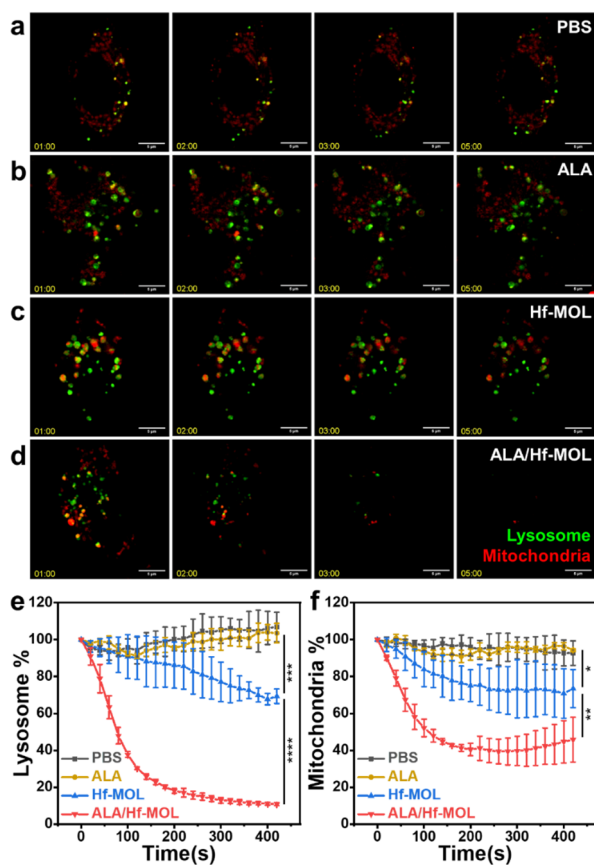 a
PBS
01:00
02:00
03:00
05:00
b
ALA
01:00
02:00
03:00
05:00
c
Hf-MOL
01:00
02:00
03:00
05:00
d
ALA/Hf-MOL
Lysosome
Mitochondria
01:00
02:00
03:00
05:00
e
Lysosome %
120
100
80
60
40
20
0
***
****
PBS
ALA
Hf-MOL
ALA/Hf-MOL
0 100 200 300 400
Time(s)
f
Mitochondria %
120
100
80
60
40
20
0
*
**
PBS
ALA
Hf-MOL
ALA/Hf-MOL
0 100 200 300 400
Time(s)